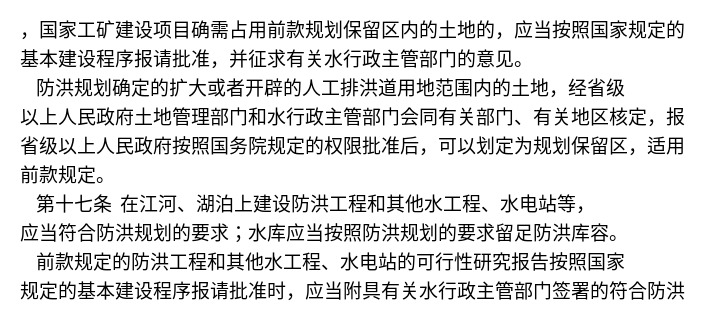 ，国家工矿建设项目确需占用前款规划保留区内的土地的，应当按照国家规定的
基本建设程序报请批准，并征求有关水行政主管部门的意见。
防洪规划确定的扩大或者开辟的人工排洪道用地范围内的土地，经省级
以上人民政府土地管理部门和水行政主管部门会同有关部门、有关地区核定，报
省级以上人民政府按照国务院规定的权限批准后，可以划定为规划保留区，适用
前款规定。
第十七条 在江河、湖泊上建设防洪工程和其他水工程、水电站等，
应当符合防洪规划的要求；水库应当按照防洪规划的要求留足防洪库容。
前款规定的防洪工程和其他水工程、水电站的可行性研究报告按照国家
规定的基本建设程序报请批准时，应当附具有关水行政主管部门签署的符合防洪